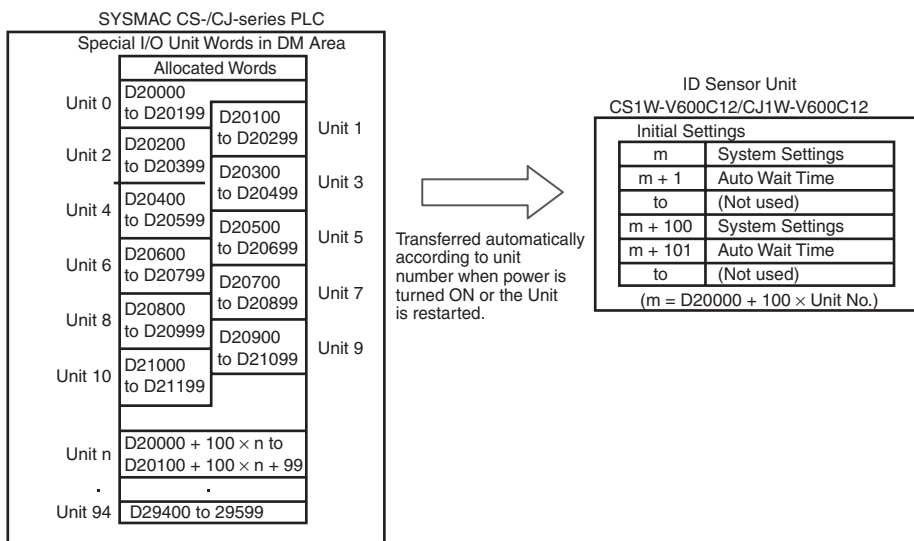 SYSMAC CS-/CJ-series PLC
Special I/O Unit Words in DM Area
Allocated Words
Unit 0
D20000
to D20199
D20100
to D20299
Unit 1
Unit 2
D20200
to D20399
D20300
to D20499
Unit 3
Unit 4
D20400
to D20599
D20500
to D20699
Unit 5
Unit 6
D20600
to D20799
D20700
to D20899
Unit 7
Unit 8
D20800
to D20999
D20900
to D21099
Unit 9
Unit 10
D21000
to D21199
Unit n
D20000 + 100 × n to
D20100 + 100 × n + 99
Unit 94
D29400 to 29599
Transferred automatically
according to unit
number when power is
turned ON or the Unit
is restarted.
ID Sensor Unit
CS1W-V600C12/CJ1W-V600C12
Initial Settings
m System Settings
m + 1 Auto Wait Time
to (Not used)
m + 100 System Settings
m + 101 Auto Wait Time
to (Not used)
(m = D20000 + 100 × Unit No.)